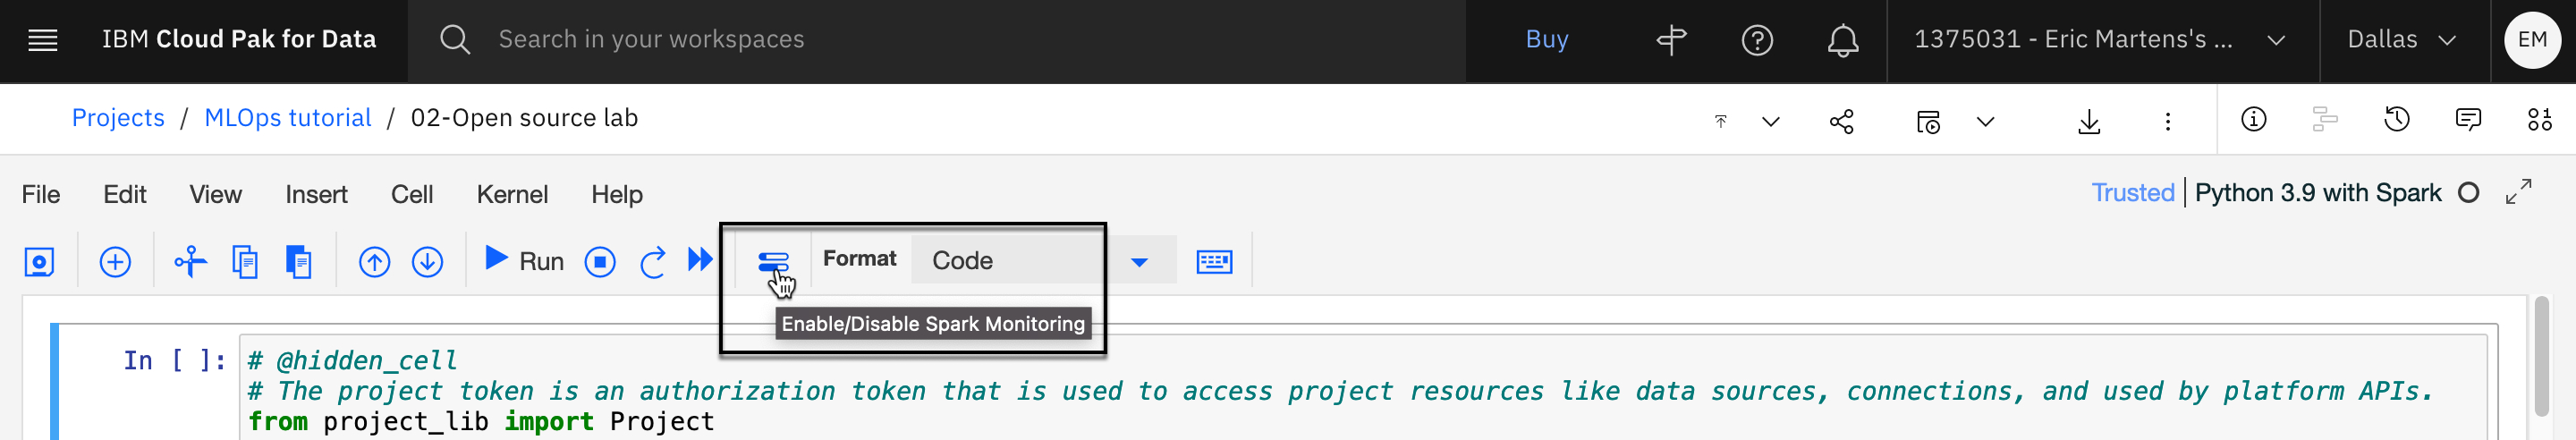 IBM Cloud Pak for Data
Search in your workspaces
Buy
1375031 - Eric Martens's ...
Dallas
EM
Projects / MLOps tutorial / 02-Open source lab
File Edit View Insert Cell Kernel Help
Trusted | Python 3.9 with Spark
Run
Format
Code
Enable/Disable Spark Monitoring
In [ ]:
# @hidden_cell
# The project token is an authorization token that is used to access project resources like data sources, connections, and used by platform APIs.
from project_lib import Project